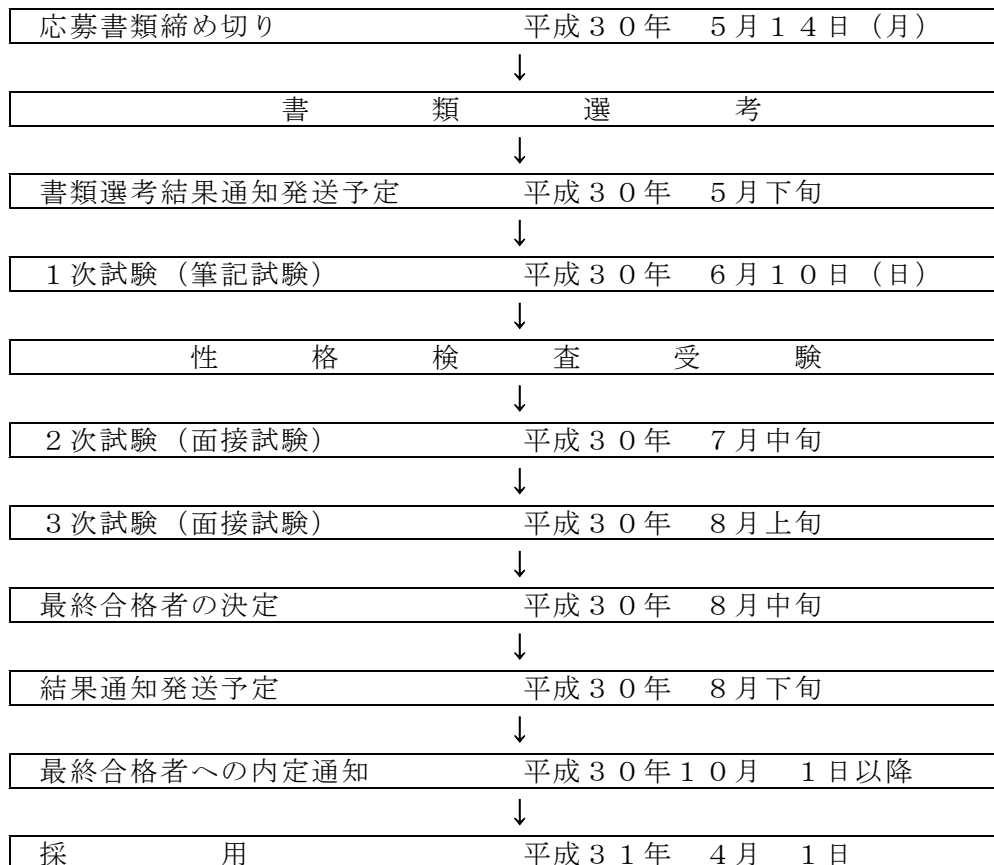 応募書類締め切り　平成３０年　５月１４日（月）
↓
書類選考
↓
書類選考結果通知発送予定　平成３０年　５月下旬
↓
１次試験（筆記試験）　平成３０年　６月１０日（日）
↓
性格検査受験
↓
２次試験（面接試験）　平成３０年　７月中旬
↓
３次試験（面接試験）　平成３０年　８月上旬
↓
最終合格者の決定　平成３０年　８月中旬
↓
結果通知発送予定　平成３０年　８月下旬
↓
最終合格者への内定通知　平成３０年１０月　１日以降
↓
採用　平成３１年　４月　１日